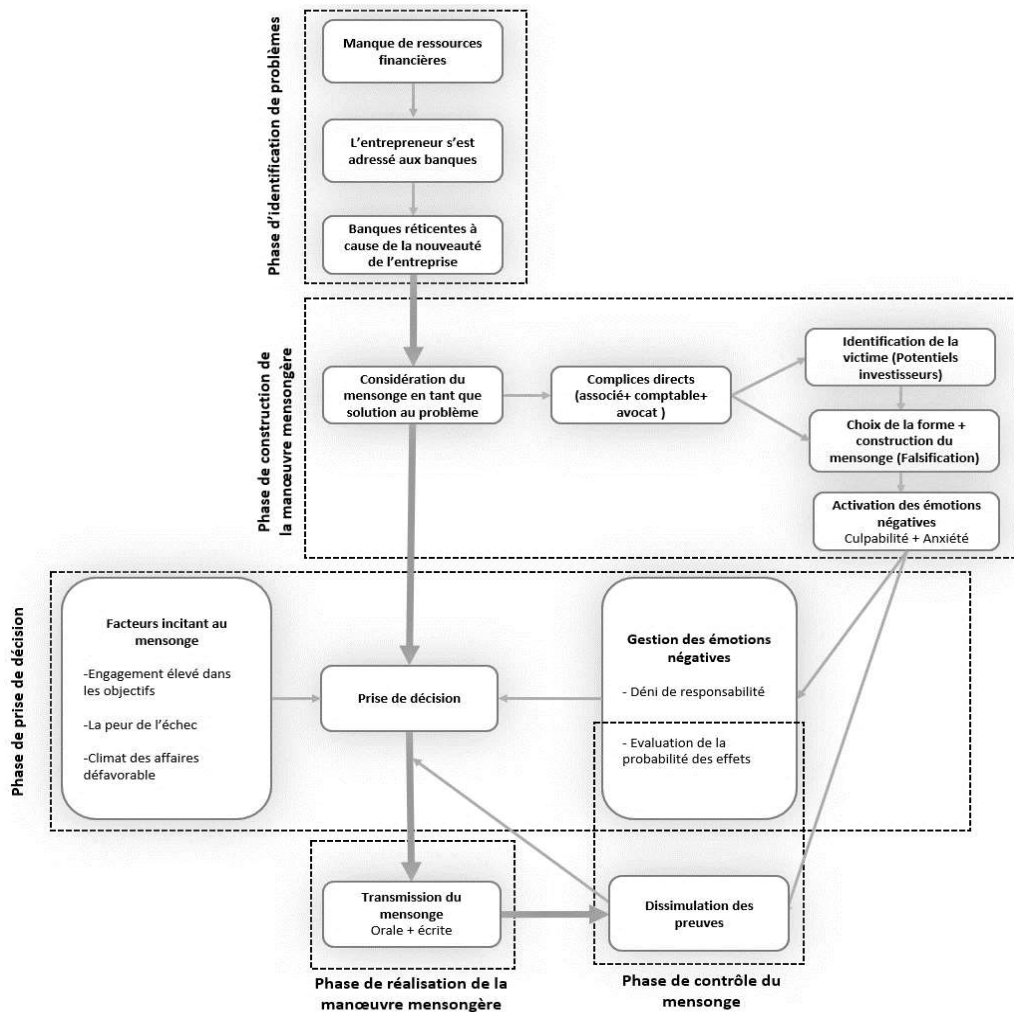 Phase d'identification de problèmes
Manque de ressources
financières
L'entrepreneur s'est
adressé aux banques
Banques réticentes à
cause de la nouveauté
de l'entreprise
Phase de construction de
la manœuvre mensongère
Considération du
mensonge en tant que
solution au problème
Complices directs
(associé+ comptable+
avocat )
Identification de la
victime (Potentiels
investisseurs)
Choix de la forme +
construction du
mensonge (Falsification)
Activation des émotions
négatives
Culpabilité + Anxiété
Phase de prise de décision
Facteurs incitant au
mensonge
-Engagement élevé dans
les objectifs
-La peur de l'échec
-Climat des affaires
défavorable
Prise de décision
Gestion des émotions
négatives
- Déni de responsabilité
- Evaluation de la
probabilité des effets
Transmission du
mensonge
Orale + écrite
Dissimulation des
preuves
Phase de réalisation de la
manœuvre mensongère
Phase de contrôle du
mensonge